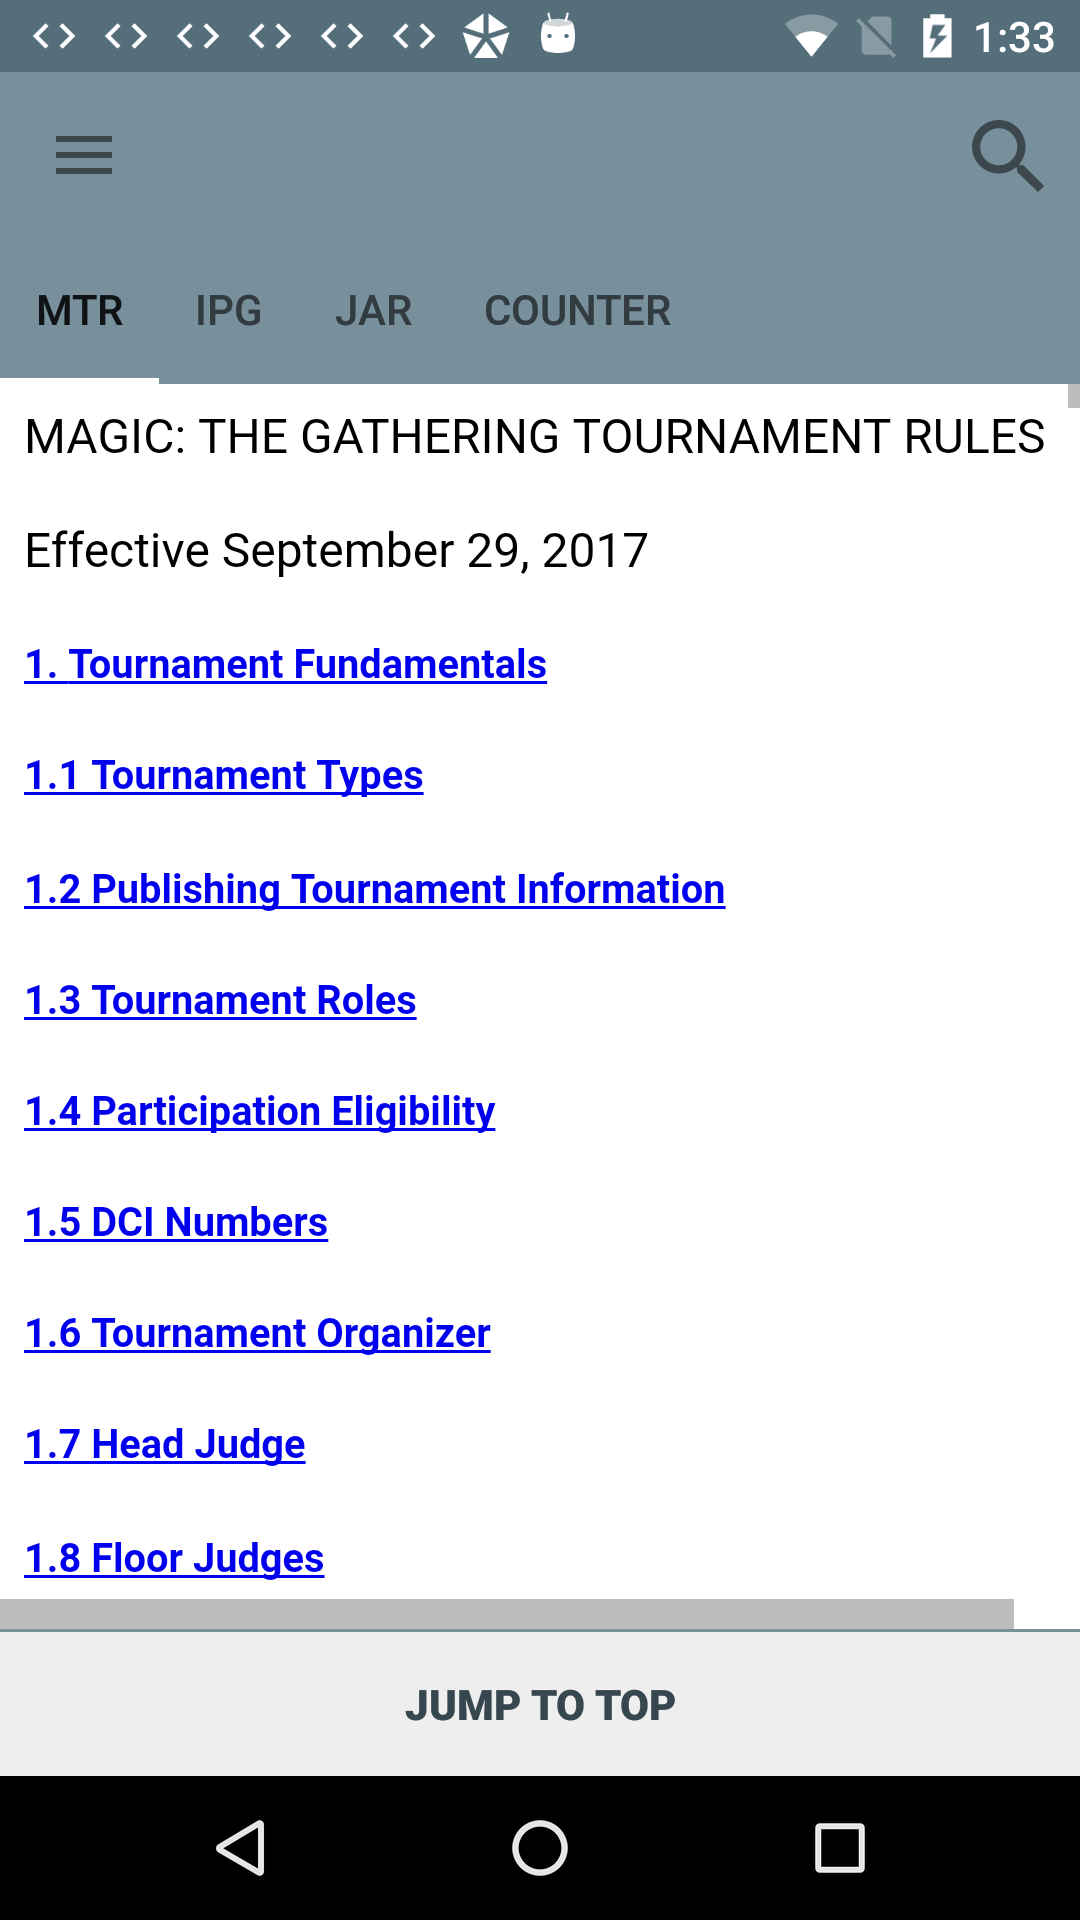 1:33
MTR IPG JAR COUNTER
MAGIC: THE GATHERING TOURNAMENT RULES
Effective September 29, 2017
1. Tournament Fundamentals
1.1 Tournament Types
1.2 Publishing Tournament Information
1.3 Tournament Roles
1.4 Participation Eligibility
1.5 DCI Numbers
1.6 Tournament Organizer
1.7 Head Judge
1.8 Floor Judges
JUMP TO TOP